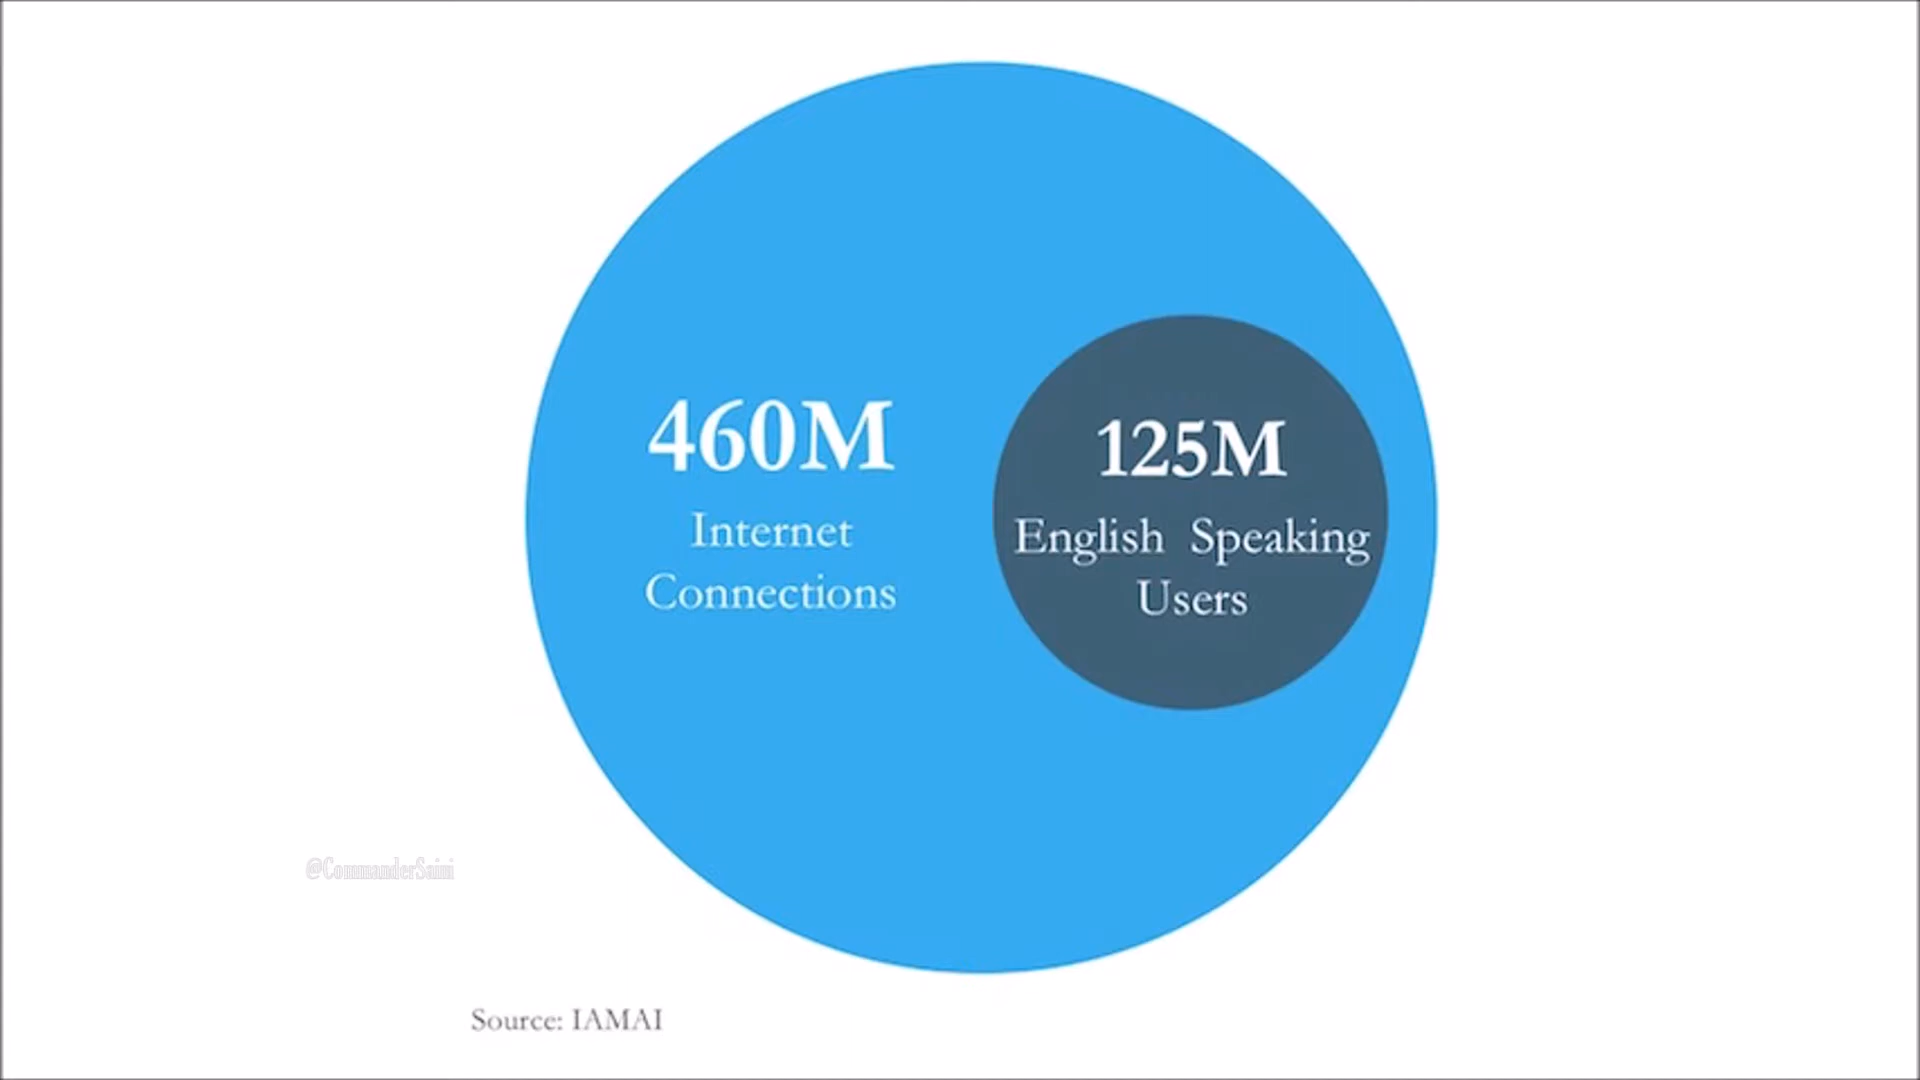 460M
Internet
Connections
125M
English Speaking
Users
@CommanderSaini
Source: IAMAI